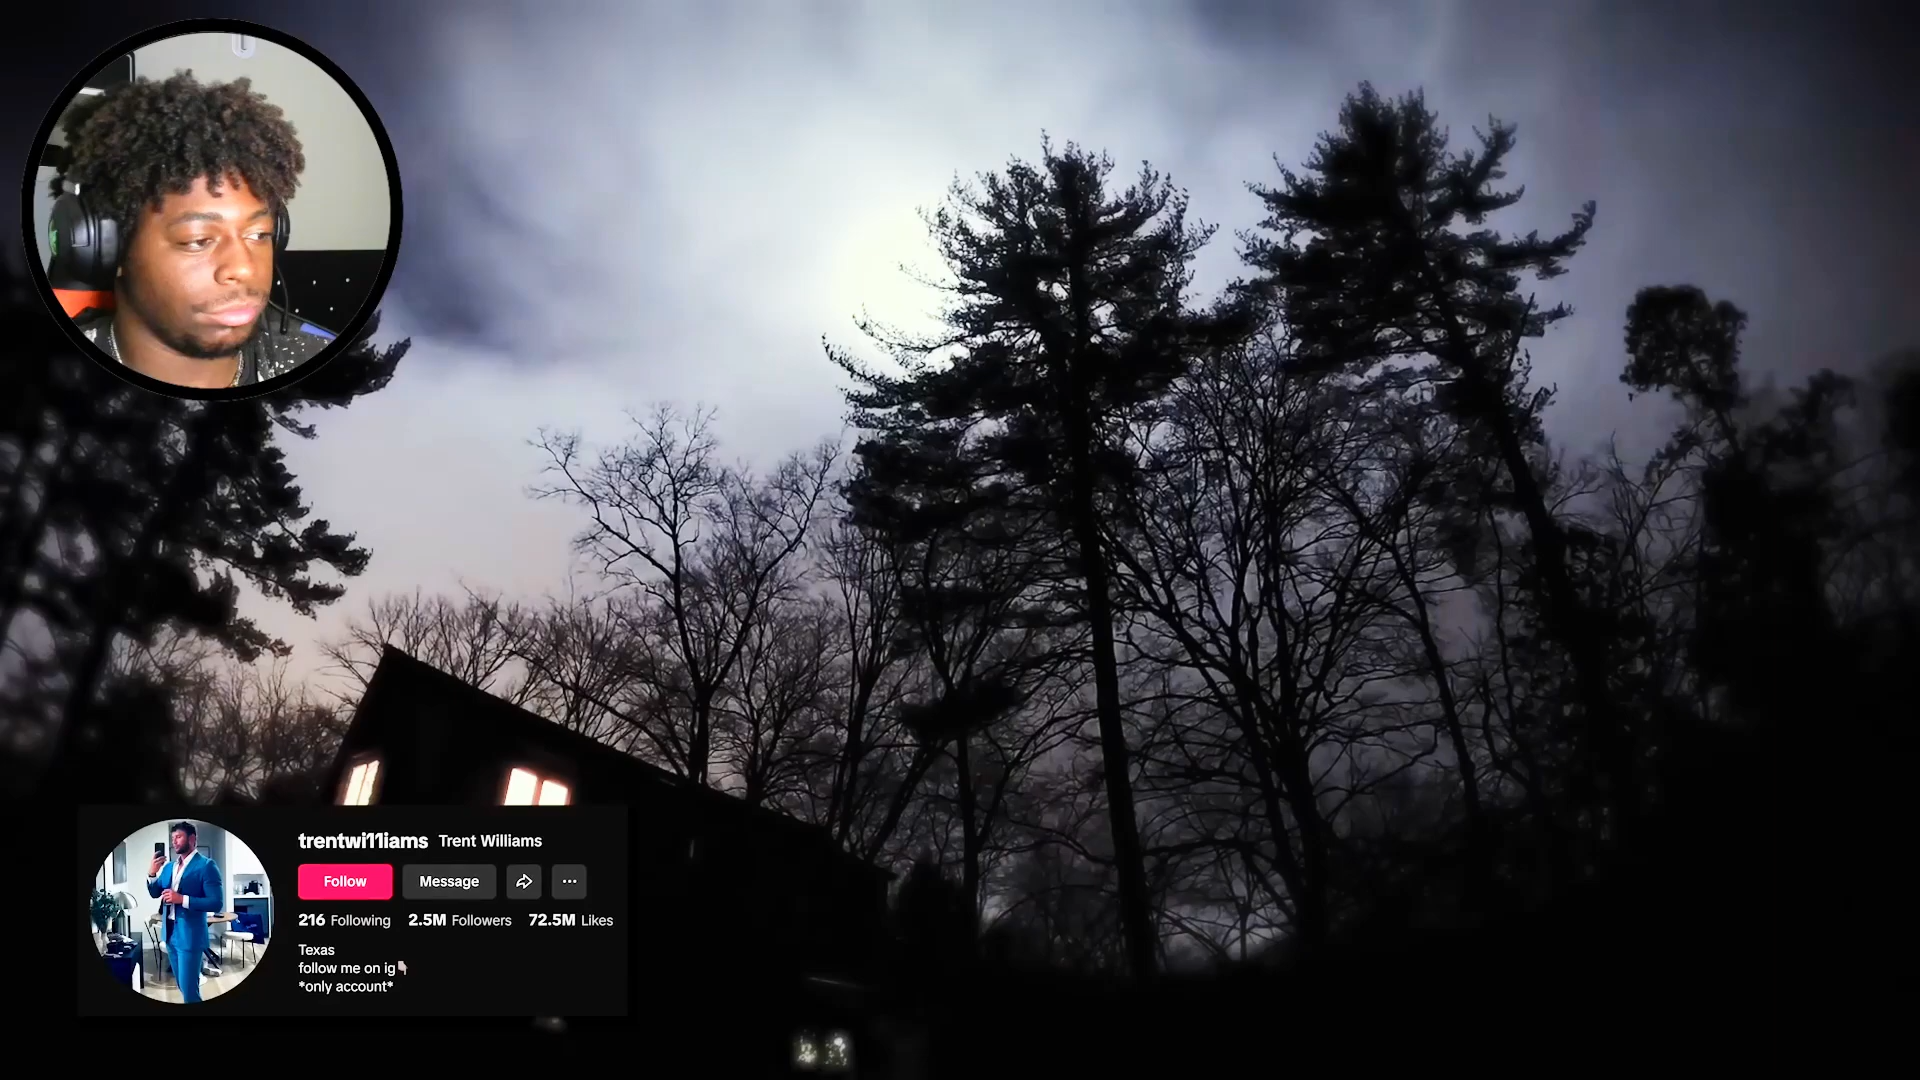 trentwi11iams Trent Williams
Follow Message
216 Following 2.5M Followers 72.5M Likes
Texas
follow me on ig👇🏻
*only account*